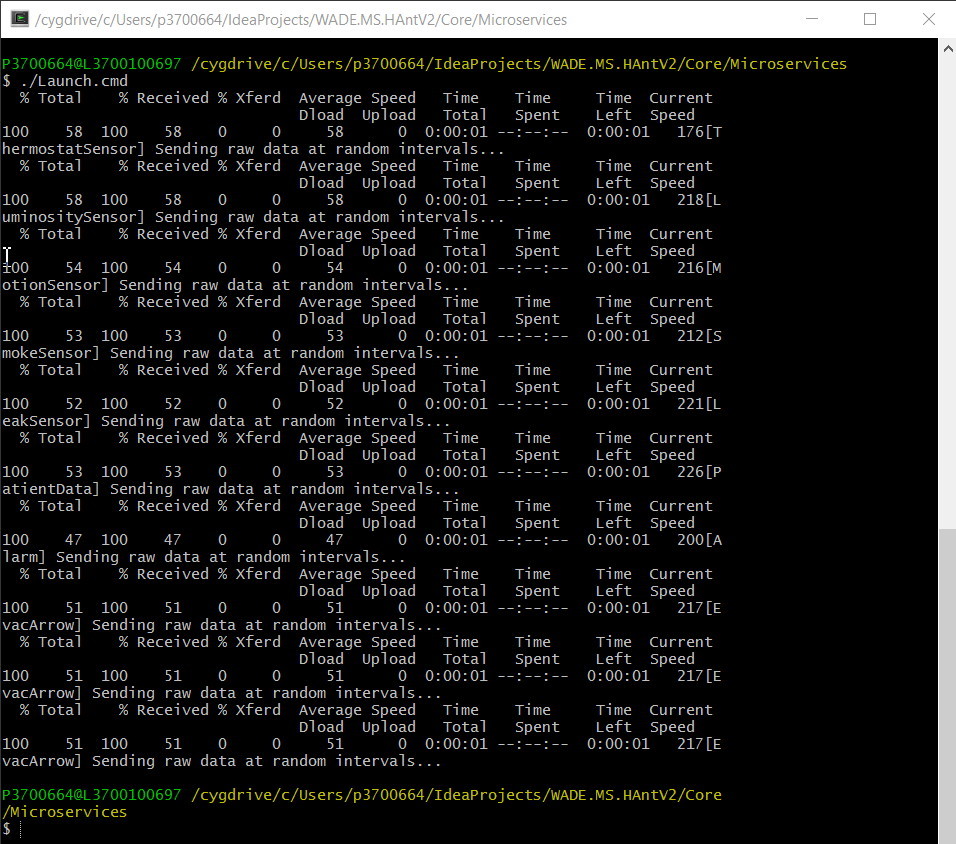 /cygdrive/c/Users/p3700664/IdeaProjects/WADE.MS.HAntV2/Core/Microservices
P3700664@L3700100697 /cygdrive/c/Users/p3700664/IdeaProjects/WADE.MS.HAntV2/Core/Microservices
$ ./Launch.cmd
% Total % Received % Xferd Average Speed Time Time Time Current
Dload Upload Total Spent Left Speed
100 58 100 58 0 0 58 0 0:00:01 --:--:-- 0:00:01 176[T
hermostatSensor] Sending raw data at random intervals...
% Total % Received % Xferd Average Speed Time Time Time Current
Dload Upload Total Spent Left Speed
100 58 100 58 0 0 58 0 0:00:01 --:--:-- 0:00:01 218[L
uminositySensor] Sending raw data at random intervals...
% Total % Received % Xferd Average Speed Time Time Time Current
Dload Upload Total Spent Left Speed
100 54 100 54 0 0 54 0 0:00:01 --:--:-- 0:00:01 216[M
otionSensor] Sending raw data at random intervals...
% Total % Received % Xferd Average Speed Time Time Time Current
Dload Upload Total Spent Left Speed
100 53 100 53 0 0 53 0 0:00:01 --:--:-- 0:00:01 212[S
mokeSensor] Sending raw data at random intervals...
% Total % Received % Xferd Average Speed Time Time Time Current
Dload Upload Total Spent Left Speed
100 52 100 52 0 0 52 0 0:00:01 --:--:-- 0:00:01 221[L
eakSensor] Sending raw data at random intervals...
% Total % Received % Xferd Average Speed Time Time Time Current
Dload Upload Total Spent Left Speed
100 53 100 53 0 0 53 0 0:00:01 --:--:-- 0:00:01 226[P
atientData] Sending raw data at random intervals...
% Total % Received % Xferd Average Speed Time Time Time Current
Dload Upload Total Spent Left Speed
100 47 100 47 0 0 47 0 0:00:01 --:--:-- 0:00:01 200[A
larm] Sending raw data at random intervals...
% Total % Received % Xferd Average Speed Time Time Time Current
Dload Upload Total Spent Left Speed
100 51 100 51 0 0 51 0 0:00:01 --:--:-- 0:00:01 217[E
vacArrow] Sending raw data at random intervals...
% Total % Received % Xferd Average Speed Time Time Time Current
Dload Upload Total Spent Left Speed
100 51 100 51 0 0 51 0 0:00:01 --:--:-- 0:00:01 217[E
vacArrow] Sending raw data at random intervals...
% Total % Received % Xferd Average Speed Time Time Time Current
Dload Upload Total Spent Left Speed
100 51 100 51 0 0 51 0 0:00:01 --:--:-- 0:00:01 217[E
vacArrow] Sending raw data at random intervals...
P3700664@L3700100697 /cygdrive/c/Users/p3700664/IdeaProjects/WADE.MS.HAntV2/Core
/Microservices
$